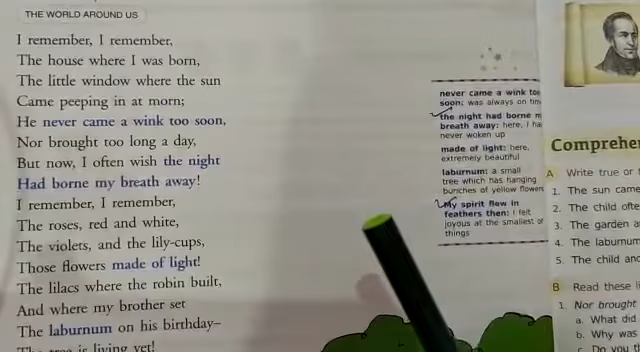 THE WORLD AROUND US
I remember, I remember,
The house where I was born,
The little window where the sun
Came peeping in at morn;
He never came a wink too soon,
Nor brought too long a day,
But now, I often wish the night
Had borne my breath away!
I remember, I remember,
The roses, red and white,
The violets, and the lily-cups,
Those flowers made of light!
The lilacs where the robin built,
And where my brother set
The laburnum on his birthday–
The tree is living yet!
never came a wink too
soon: was always on
the night had borne
breath away: here, I
never woken up
made of light: here,
extremely beautiful
laburnum: a small
tree which has hanging
bunches of yellow flowers
My spirit flew in
feathers then: I felt
joyous at the smallest of
things
A Write true or
1. The sun came
2. The child
3. The garden
4. The laburnum
5. The child
B Read these
1. Nor brought
a. What did
b. Why was
c. Do you